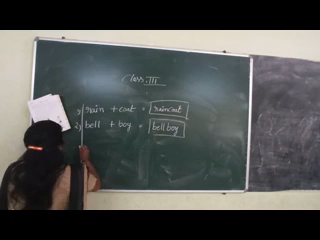 Class III
1) rain + coat = raincoat
2) bell + boy = bell boy